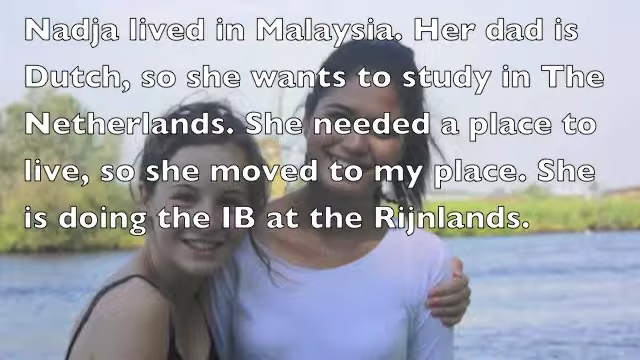 Nadja lived in Malaysia. Her dad is
Dutch, so she wants to study in The
Netherlands. She needed a place to
live, so she moved to my place. She
is doing the IB at the Rijnlands.